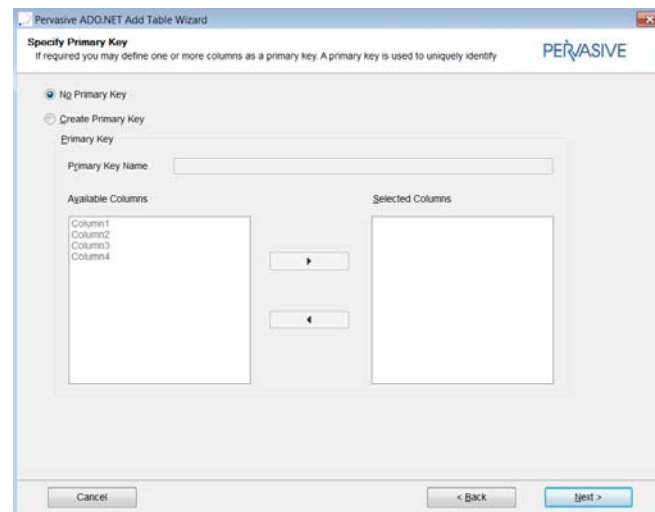 Pervasive ADO.NET Add Table Wizard
Specify Primary Key
If required you may define one or more columns as a primary key. A primary key is used to uniquely identify
PERVASIVE
No Primary Key
Create Primary Key
Primary Key
Primary Key Name
Available Columns
Selected Columns
Column1
Column2
Column3
Column4
Cancel
< Back
Next >